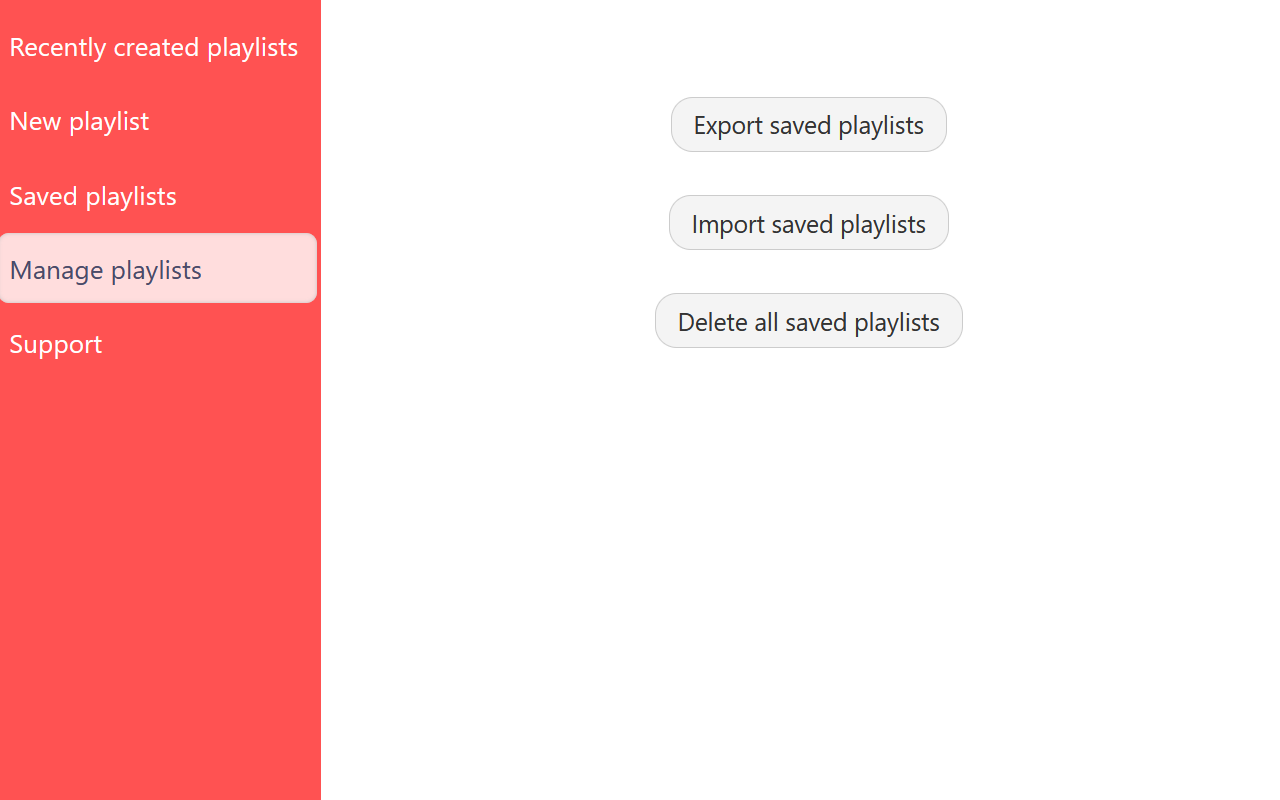 Recently created playlists
New playlist
Saved playlists
Manage playlists
Support
Export saved playlists
Import saved playlists
Delete all saved playlists